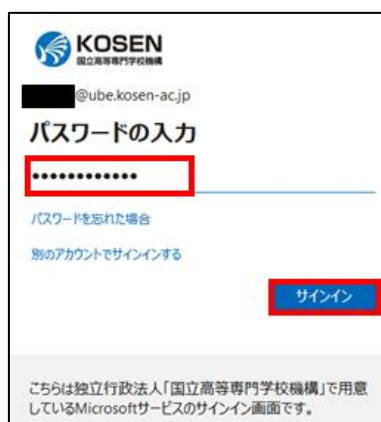 KOSEN
国立高等専門学校機構
@ube.kosen-ac.jp
パスワードの入力
••••••••••••
パスワードを忘れた場合
別のアカウントでサインインする
サインイン
こちらは独立行政法人「国立高等専門学校機構」で用意
しているMicrosoftサービスのサインイン画面です。